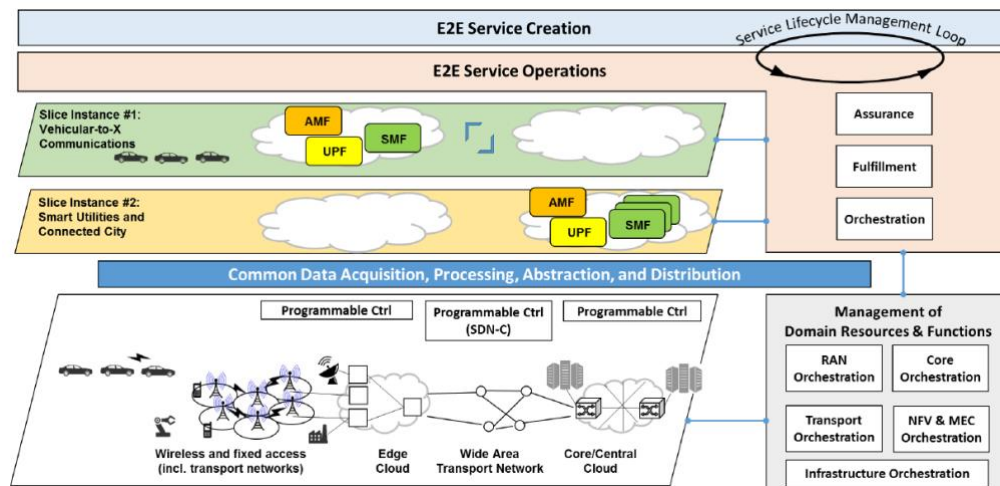 E2E Service Creation
Service Lifecycle Management Loop
E2E Service Operations
Slice Instance #1:
Vehicular-to-X
Communications
AMF
SMF
UPF
Assurance
Fulfillment
Orchestration
Slice Instance #2:
Smart Utilities and
Connected City
AMF
SMF
UPF
Common Data Acquisition, Processing, Abstraction, and Distribution
Programmable Ctrl
Programmable Ctrl
(SDN-C)
Programmable Ctrl
Wireless and fixed access
(incl. transport networks)
Edge
Cloud
Wide Area
Transport Network
Core/Central
Cloud
Management of
Domain Resources & Functions
RAN
Orchestration
Core
Orchestration
Transport
Orchestration
NFV & MEC
Orchestration
Infrastructure Orchestration